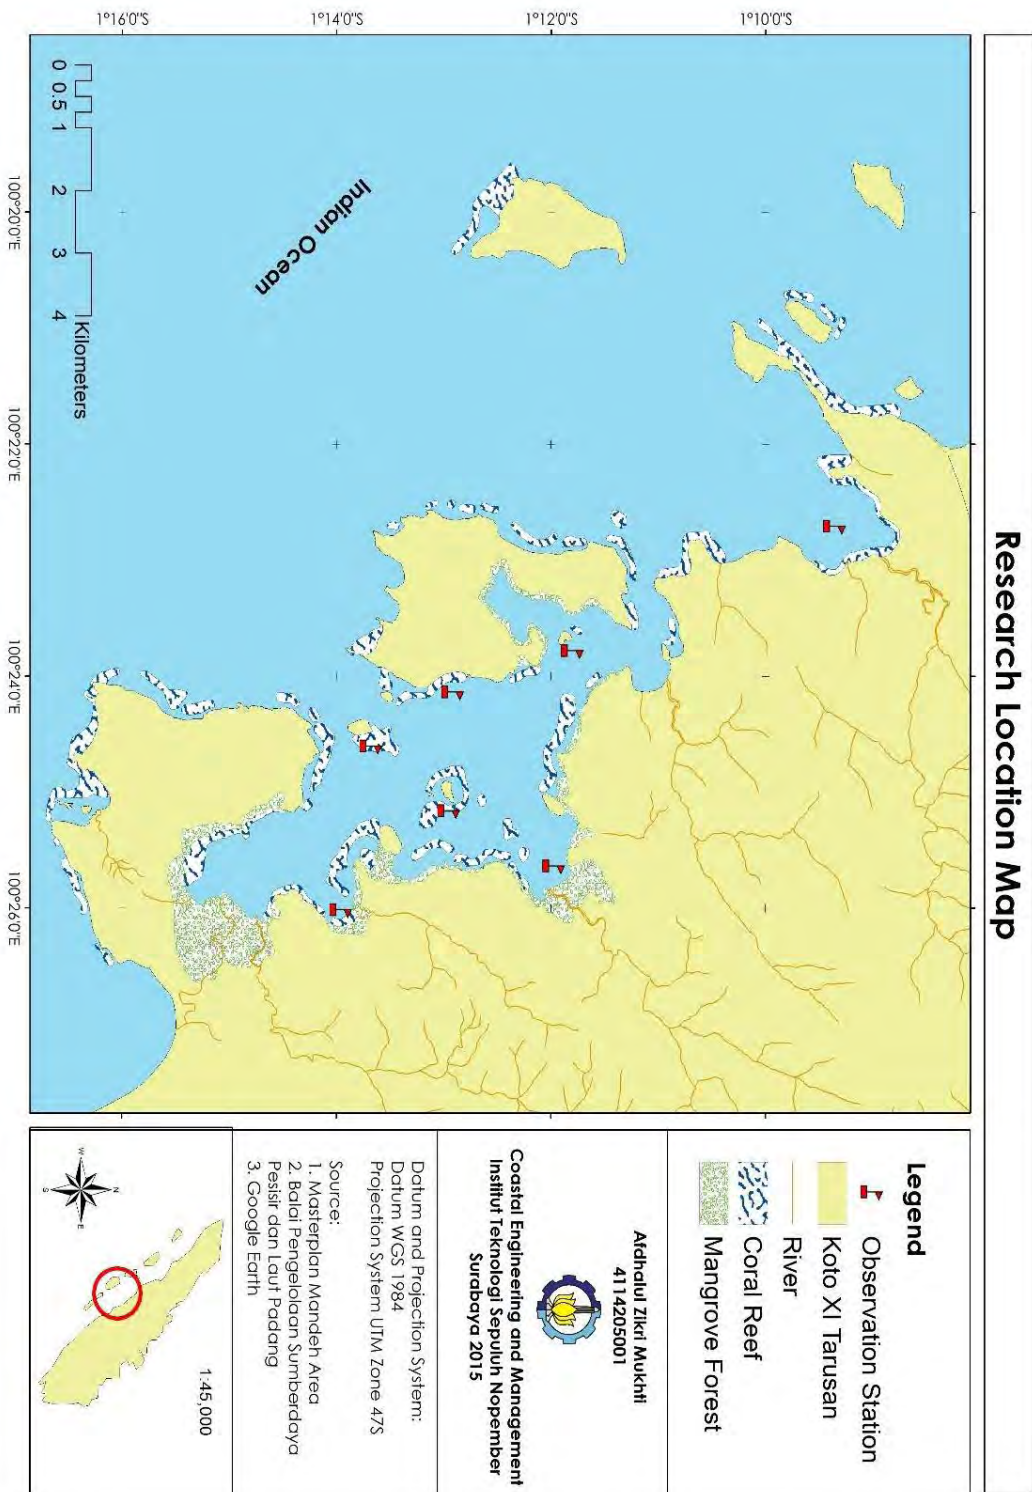 Research Location Map
1°16'0"S
1°14'0"S
1°12'0"S
1°10'0"S
100°20'0"E
100°22'0"E
100°24'0"E
100°26'0"E
Indian Ocean
0 0.5 1 2 3 4
Kilometers
Legend
Observation Station
Koto XI Tarusan
River
Coral Reef
Mangrove Forest
Afdhalul Zikri Mukhti
4114205001
Coastal Engineering and Management
Institut Teknologi Sepuluh Nopember
Surabaya 2015
Datum and Projection System:
Datum WGS 1984
Projection System UTM Zone 47S
Source:
1. Masterplan Mandeh Area
2. Balai Pengelolaan Sumberdaya
Pesisir dan Laut Padang
3. Google Earth
1:45,000
N
W
E
S